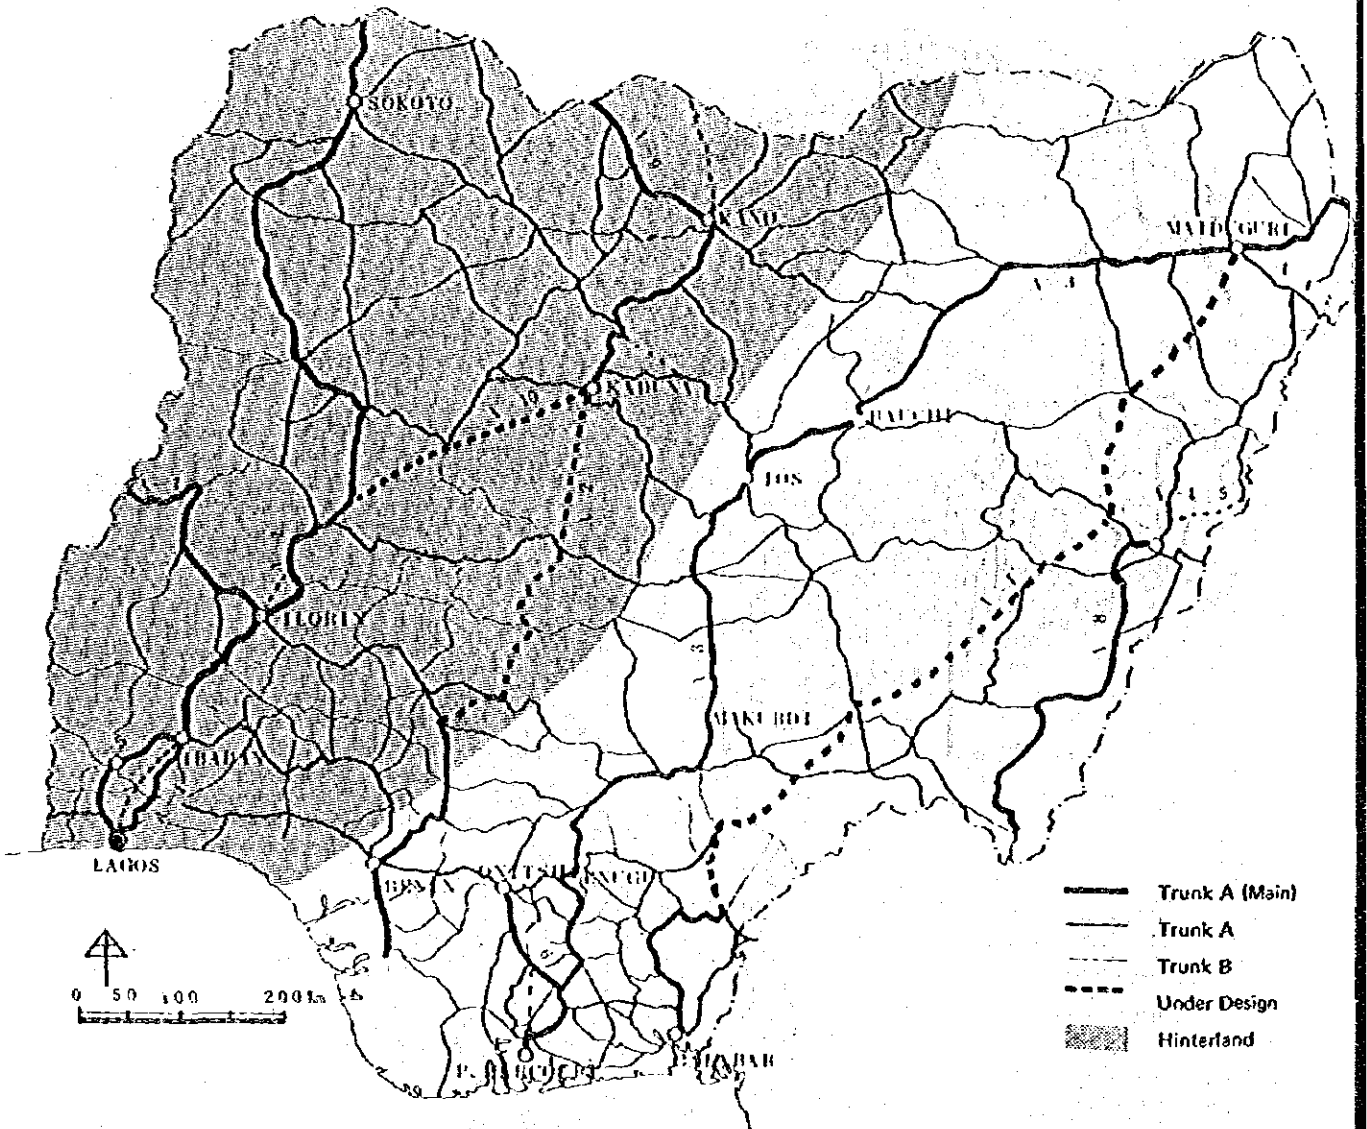 SOKOTO
KANO
MAIDUGURI
KADUNA
BAUCHI
JOS
ILORIN
MAKURDI
IBADAN
LAGOS
BENIN
ONITSHA
ENUGU
Trunk A (Main)
Trunk A
Trunk B
Under Design
Hinterland
0 50 100 200km